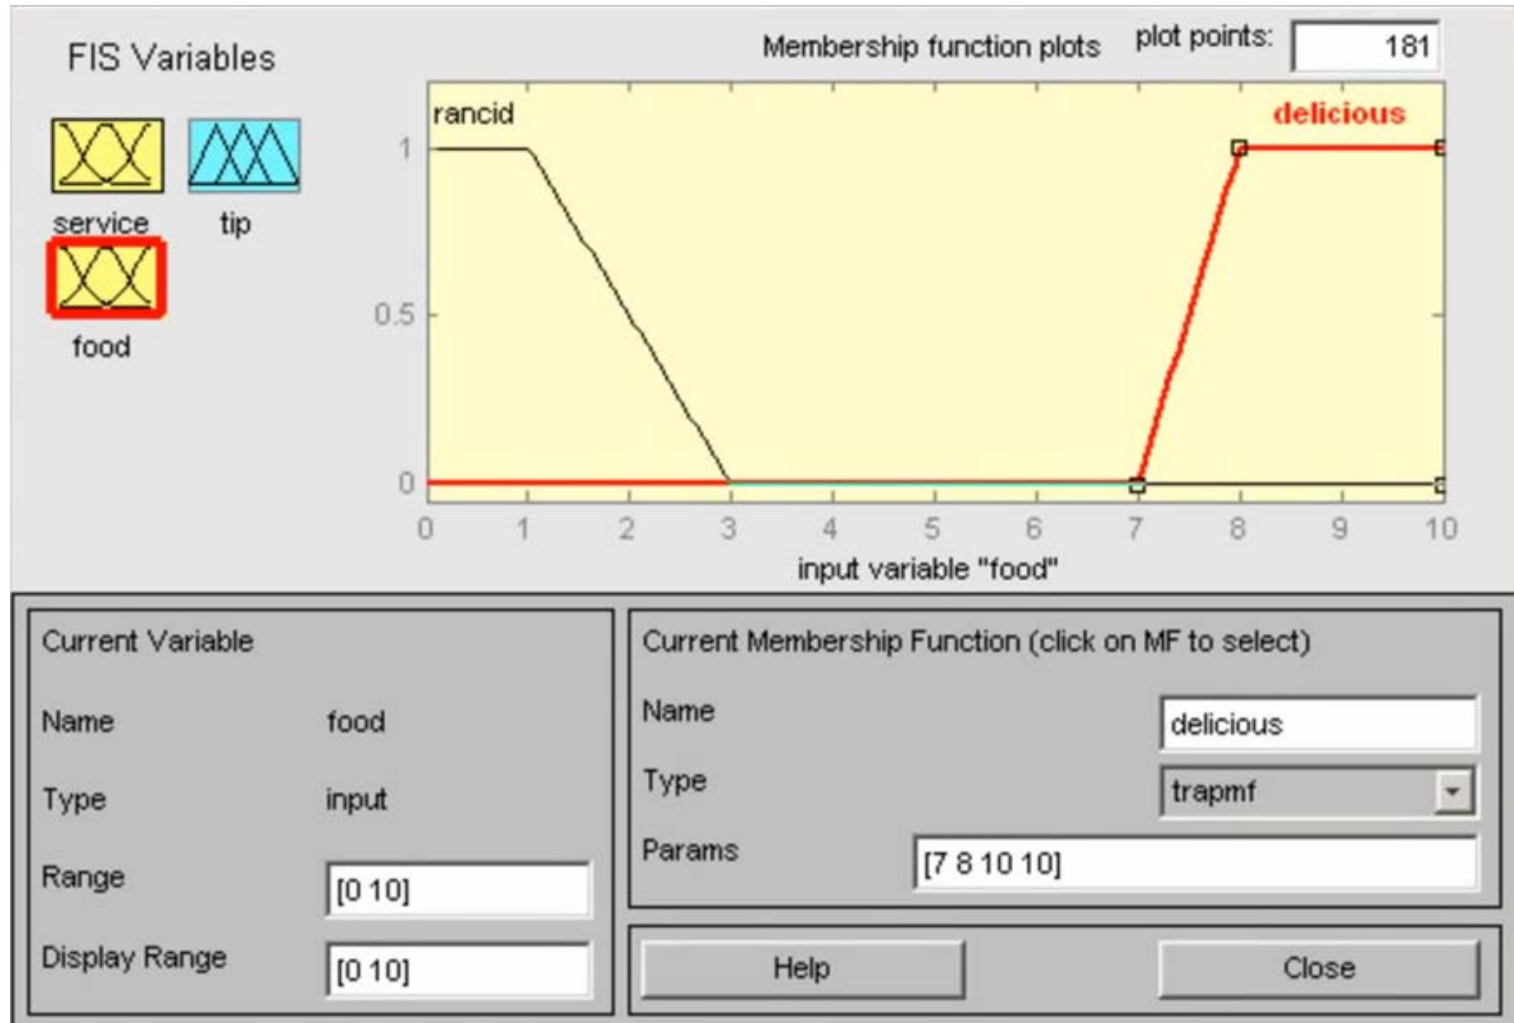 FIS Variables
Membership function plots
plot points:
181
service
tip
food
rancid
delicious
1
0.5
0
0 1 2 3 4 5 6 7 8 9 10
input variable "food"
Current Variable
Name food
Type input
Range [0 10]
Display Range [0 10]
Current Membership Function (click on MF to select)
Name delicious
Type trapmf
Params [7 8 10 10]
Help
Close